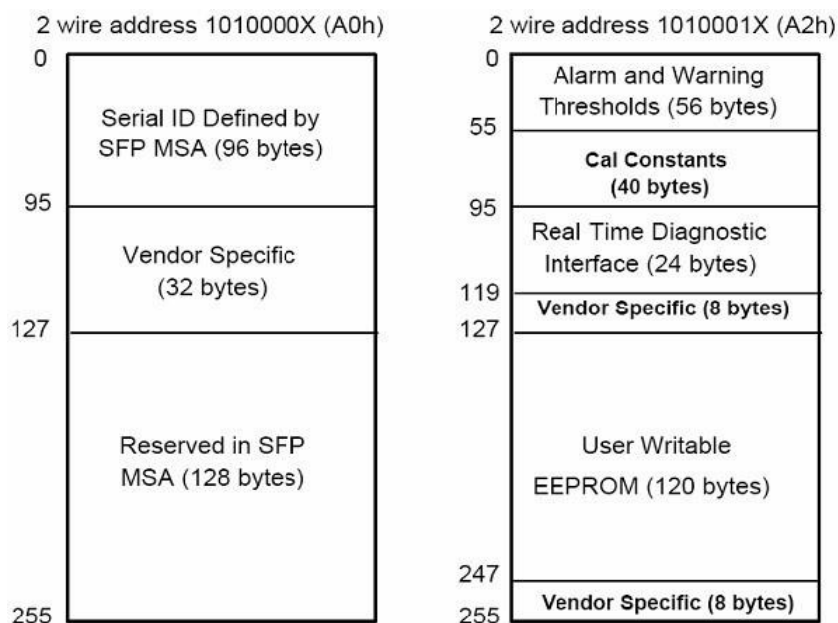 2 wire address 1010000X (A0h)
0
Serial ID Defined by
SFP MSA (96 bytes)
95
Vendor Specific
(32 bytes)
127
Reserved in SFP
MSA (128 bytes)
255
2 wire address 1010001X (A2h)
0
Alarm and Warning
Thresholds (56 bytes)
55
Cal Constants
(40 bytes)
95
Real Time Diagnostic
Interface (24 bytes)
119
Vendor Specific (8 bytes)
127
User Writable
EEPROM (120 bytes)
247
Vendor Specific (8 bytes)
255